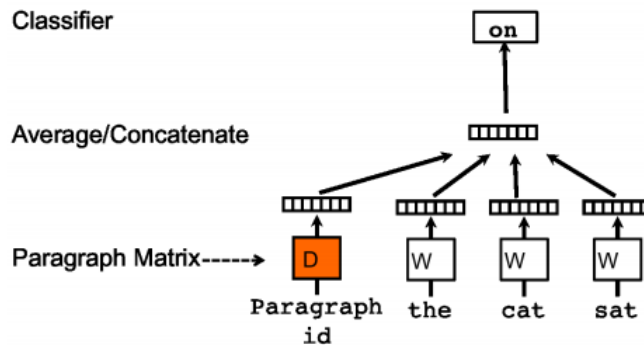 Classifier
on
Average/Concatenate
Paragraph Matrix
D
W
W
W
Paragraph
id
the
cat
sat